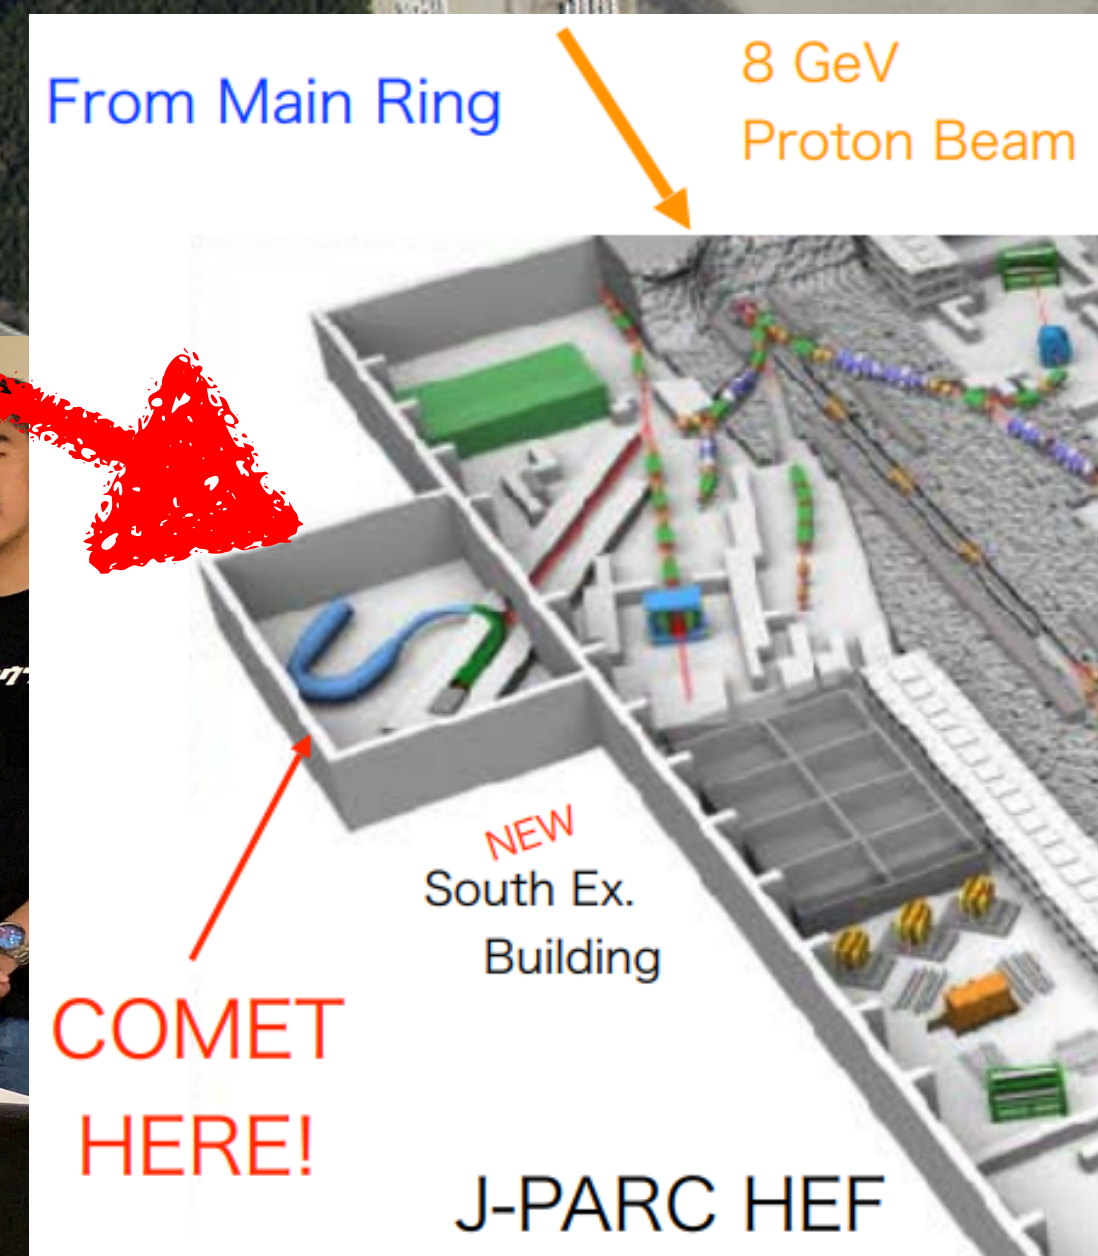 From Main Ring
8 GeV
Proton Beam
NEW
South Ex.
Building
COMET
HERE!
J-PARC HEF